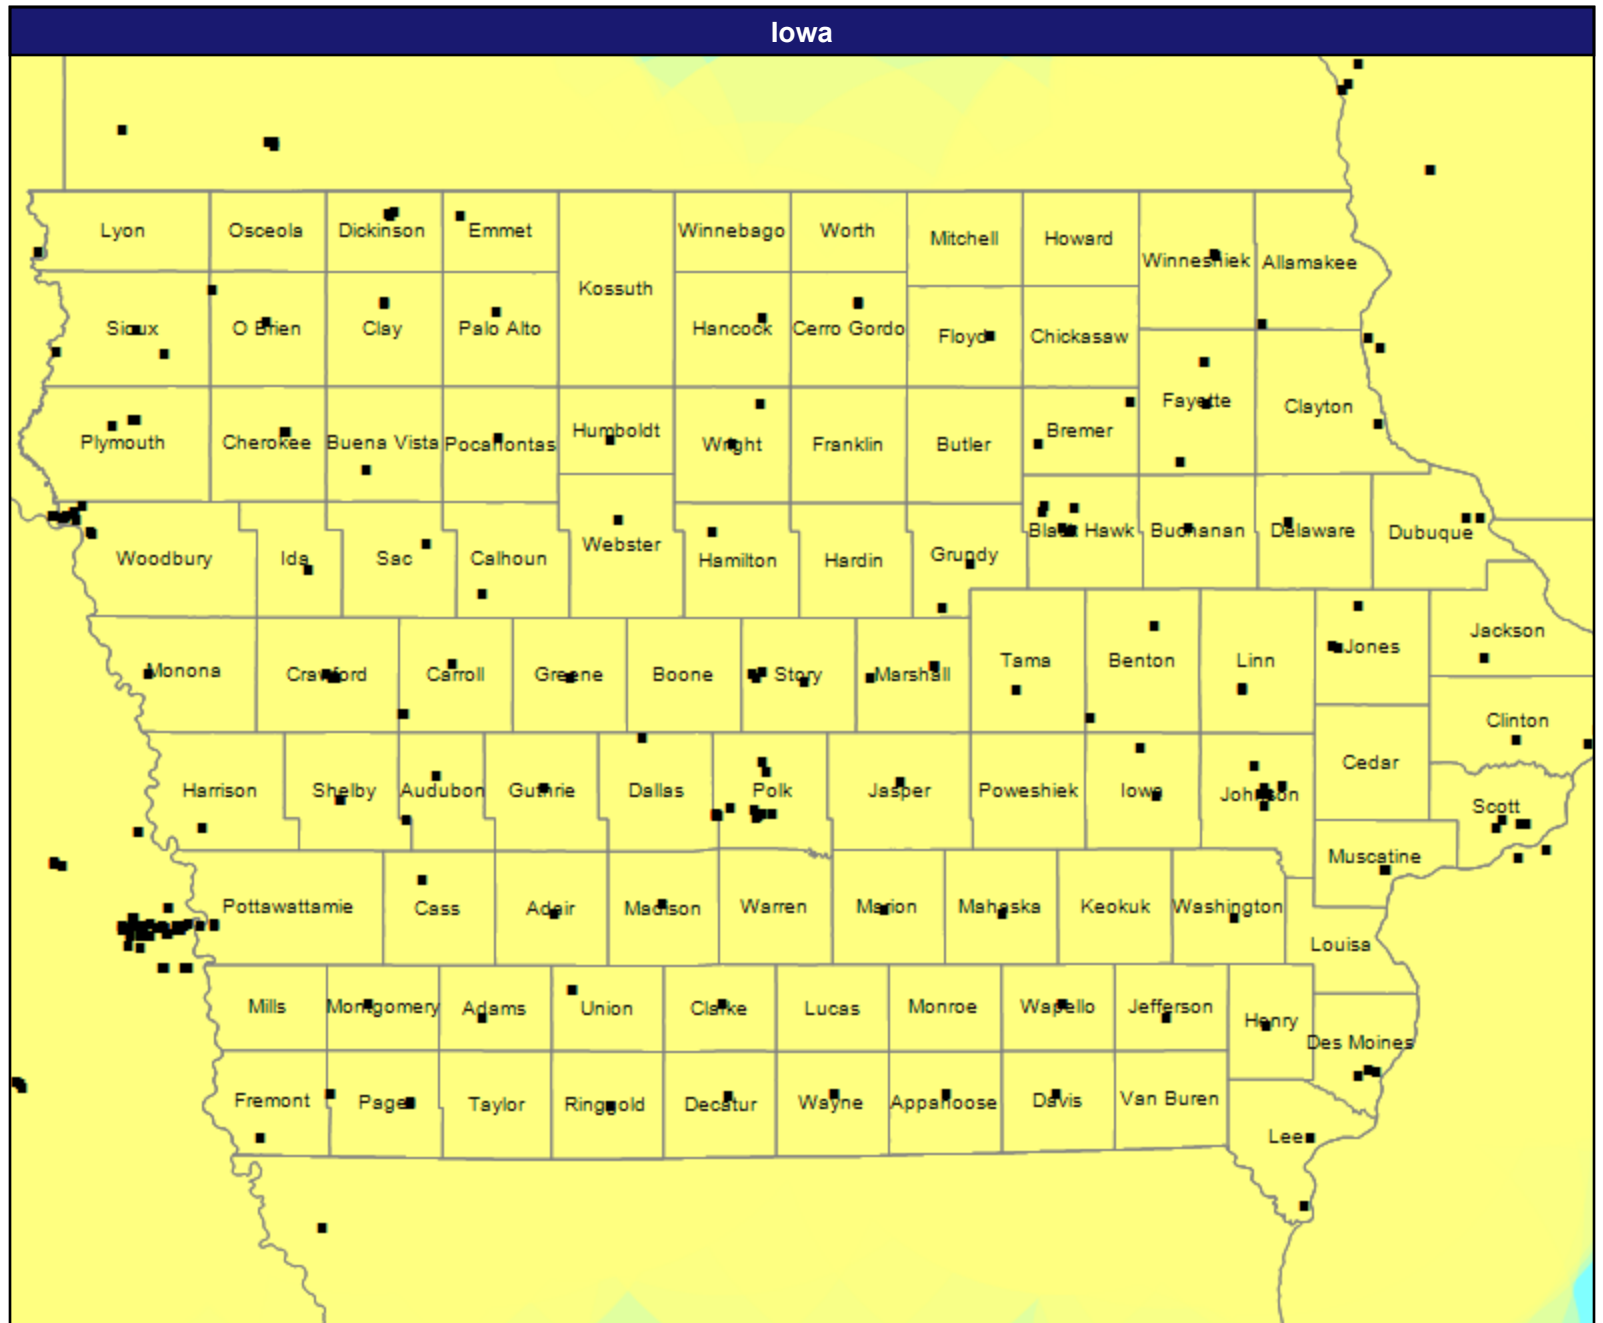 Iowa
Lyon
Osceola
Dickinson
Emmet
Kossuth
Winnebago
Worth
Mitchell
Howard
Winneshiek
Allamakee
Sioux
O Brien
Clay
Palo Alto
Hancock
Cerro Gordo
Floyd
Chickasaw
Plymouth
Cherokee
Buena Vista
Pocahontas
Humboldt
Wright
Franklin
Butler
Bremer
Fayette
Clayton
Woodbury
Ida
Sac
Calhoun
Webster
Hamilton
Hardin
Grundy
Black Hawk
Buchanan
Delaware
Dubuque
Monona
Crawford
Carroll
Greene
Boone
Story
Marshall
Tama
Benton
Linn
Jones
Jackson
Clinton
Harrison
Shelby
Audubon
Guthrie
Dallas
Polk
Jasper
Poweshiek
Iowa
Johnson
Cedar
Scott
Muscatine
Pottawattamie
Cass
Adair
Madison
Warren
Marion
Mahaska
Keokuk
Washington
Louisa
Mills
Montgomery
Adams
Union
Clarke
Lucas
Monroe
Wapello
Jefferson
Henry
Des Moines
Fremont
Page
Taylor
Ringgold
Decatur
Wayne
Appanoose
Davis
Van Buren
Lee